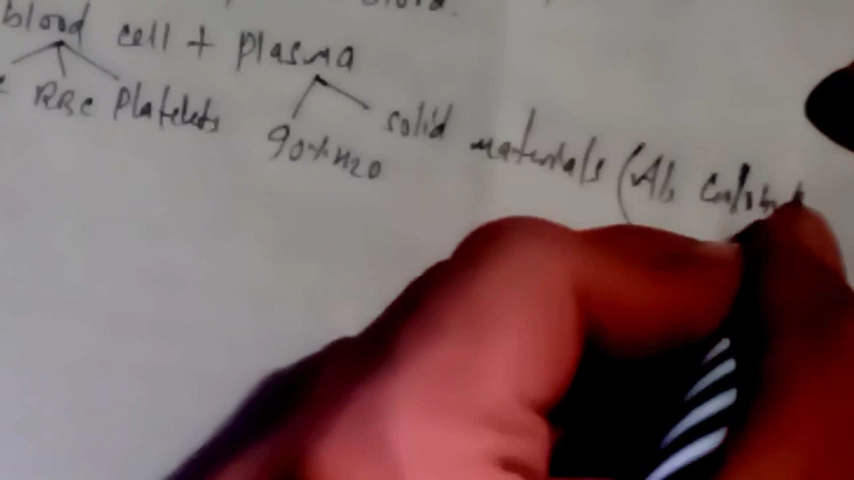 blood cell + plasma
RBC Platelets 90% H2O solid materials (Ab,